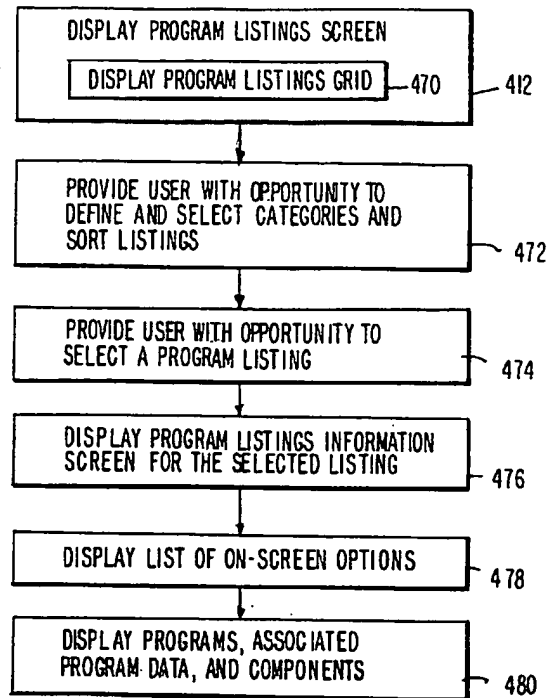 DISPLAY PROGRAM LISTINGS SCREEN
DISPLAY PROGRAM LISTINGS GRID
470
412
PROVIDE USER WITH OPPORTUNITY TO
DEFINE AND SELECT CATEGORIES AND
SORT LISTINGS
472
PROVIDE USER WITH OPPORTUNITY TO
SELECT A PROGRAM LISTING
474
DISPLAY PROGRAM LISTINGS INFORMATION
SCREEN FOR THE SELECTED LISTING
476
DISPLAY LIST OF ON-SCREEN OPTIONS
478
DISPLAY PROGRAMS, ASSOCIATED
PROGRAM DATA, AND COMPONENTS
480